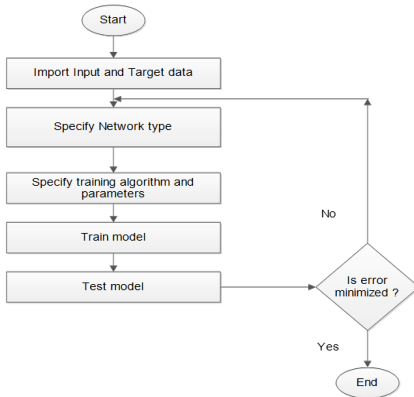 Start
Import Input and Target data
Specify Network type
Specify training algorithm and
parameters
Train model
Test model
Is error
minimized ?
No
Yes
End